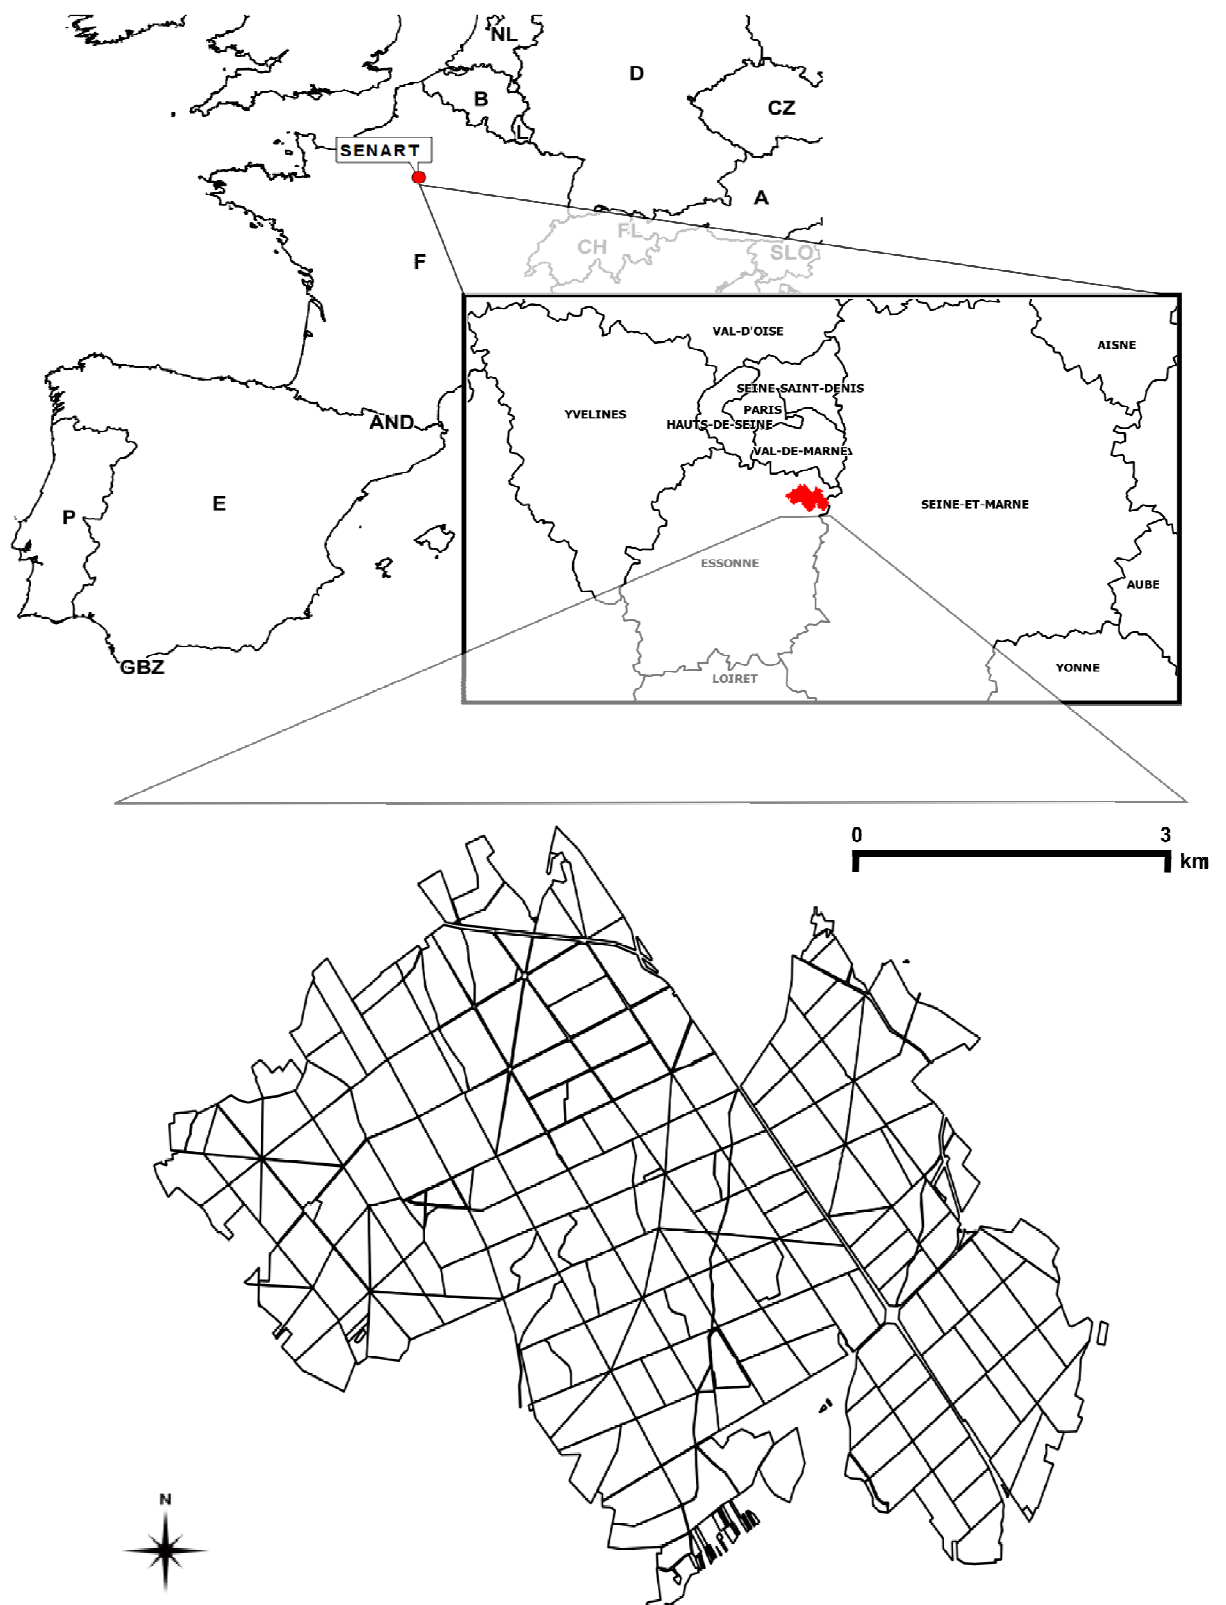 NL
D
B
CZ
L
SENART
A
FL
CH
SLO
F
VAL-D'OISE
AISNE
SEINE-SAINT-DENIS
YVELINES
PARIS
AND
HAUTS-DE-SEINE
VAL-DE-MARNE
E
SEINE-ET-MARNE
P
ESSONNE
AUBE
GBZ
YONNE
LOIRET
0 3
km
N